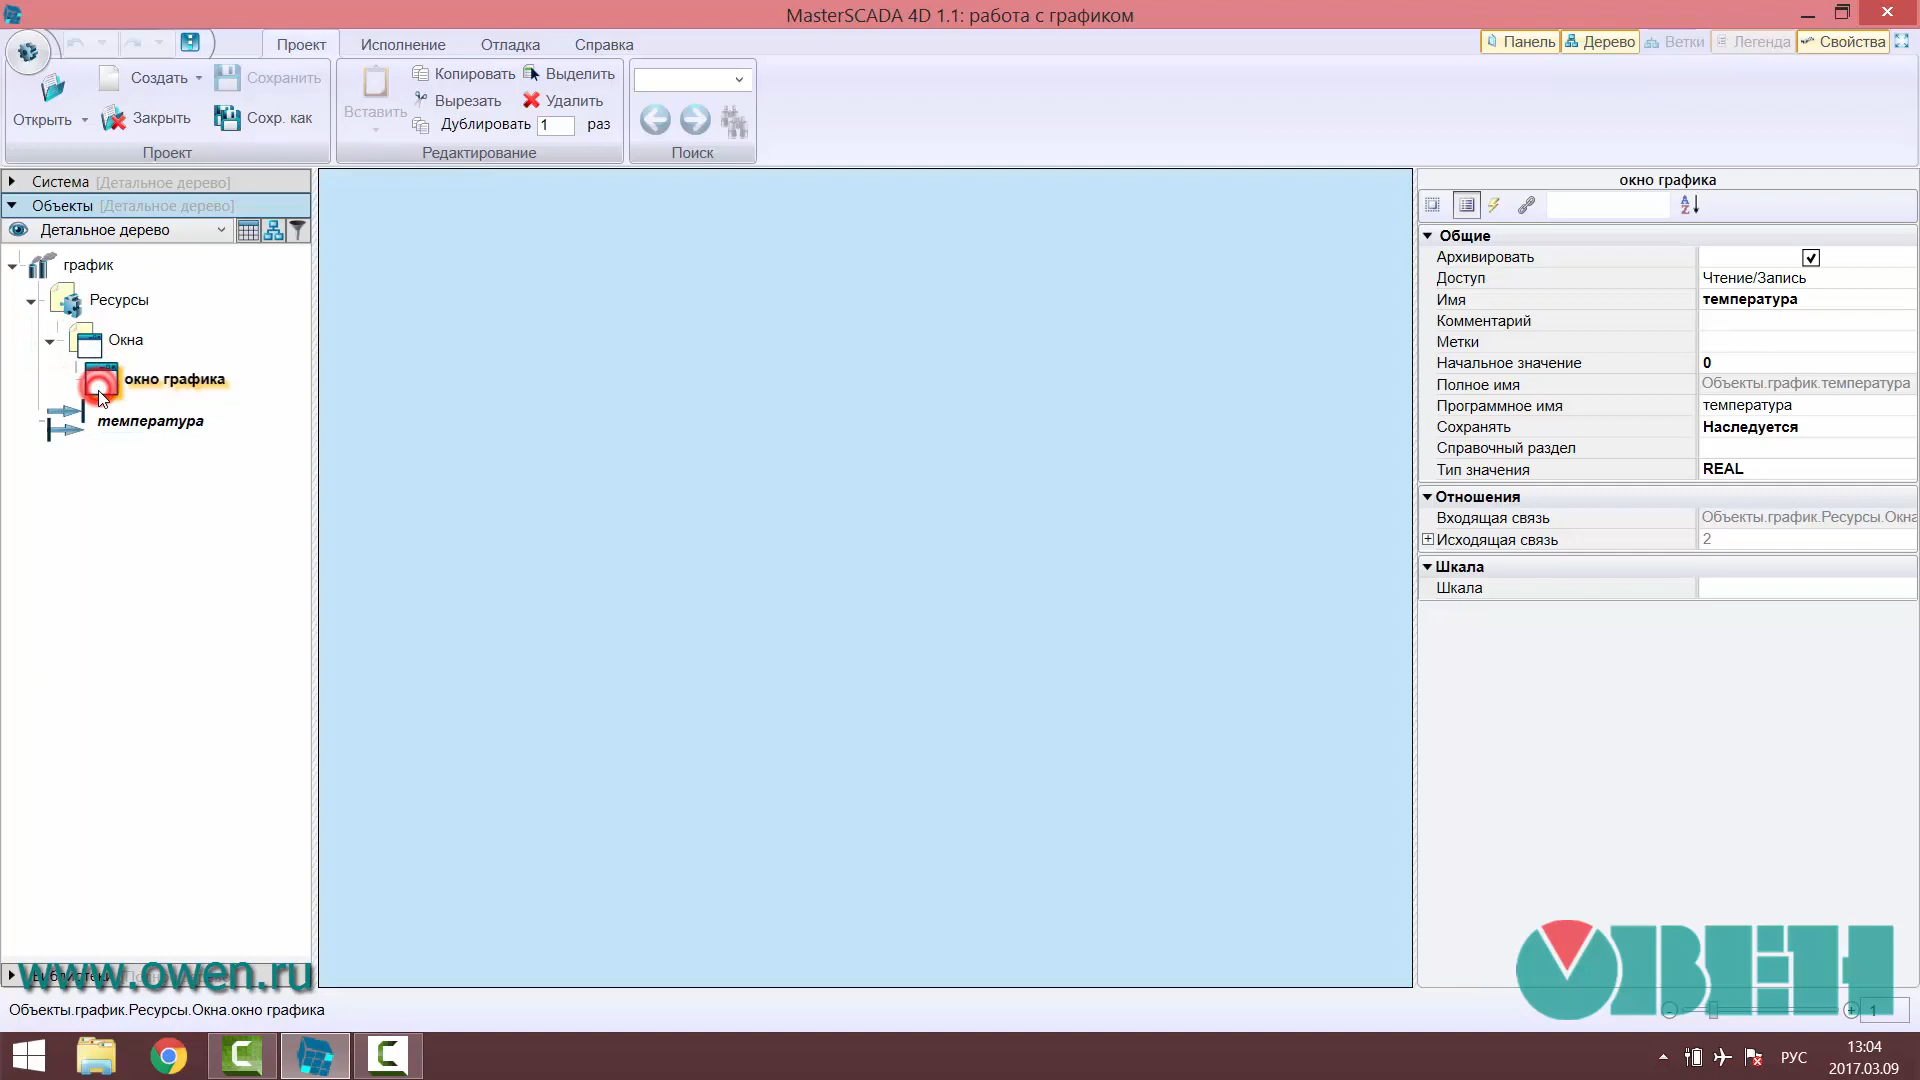 MasterSCADA 4D 1.1: работа с графиком
Проект Исполнение Отладка Справка
Панель Дерево Ветки Легенда Свойства
Открыть Создать Сохранить
Закрыть Сохр. как
Проект
Вставить Копировать Выделить
Вырезать Удалить
Дублировать 1 раз
Редактирование
Поиск
Система [Детальное дерево]
Объекты [Детальное дерево]
Детальное дерево
график
Ресурсы
Окна
окно графика
температура
www.owen.ru
окно графика
Общие
Архивировать
Доступ Чтение/Запись
Имя температура
Комментарий
Метки
Начальное значение 0
Полное имя Объекты.график.температура
Программное имя температура
Сохранять Наследуется
Справочный раздел
Тип значения REAL
Отношения
Входящая связь Объекты.график.Ресурсы.Окна
Исходящая связь 2
Шкала
Шкала
ОВЕН
1
Объекты.график.Ресурсы.Окна.окно графика
РУС
13:04
2017.03.09